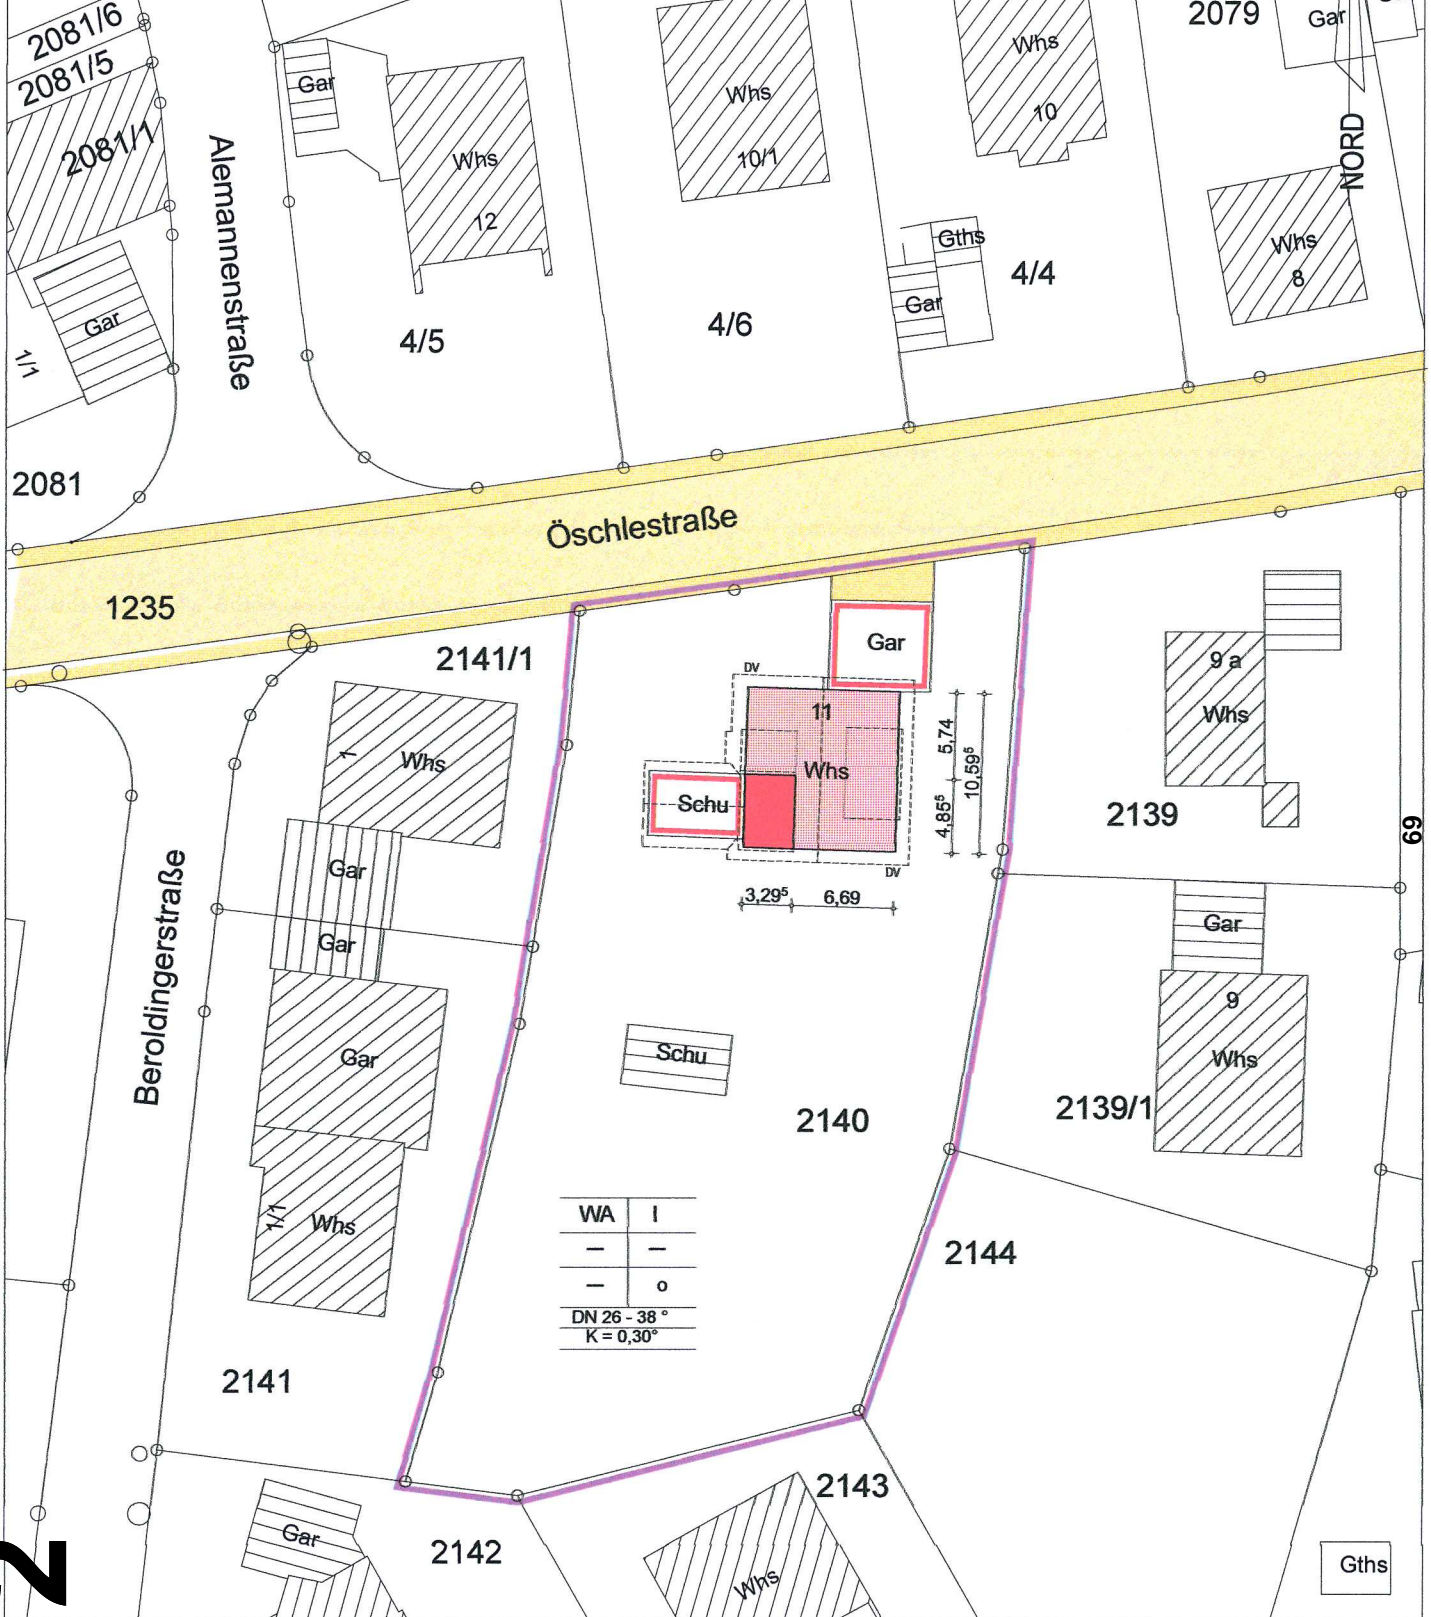 2081/6
2079
Gar
2081/5
Whs
Gar
Whs
10
2081/1
Whs
10/1
NORD
Whs
12
Alemannenstraße
Gths
Whs
8
4/4
Gar
Gar
4/6
4/5
1/1
2081
Öschlestraße
1235
Gar
2141/1
9 a
DV
11
Whs
1
Whs
5,74
10,59⁵
Whs
Schu
4,85⁵
2139
69
Gar
DV
3,29⁵
6,69
Gar
Gar
9
Beroldingerstraße
Schu
Gar
Whs
2139/1
2140
WA I
– –
– o
DN 26 - 38 °
K = 0,30°
1/1
Whs
2144
2141
2143
Gar
2142
Whs
Gths
2